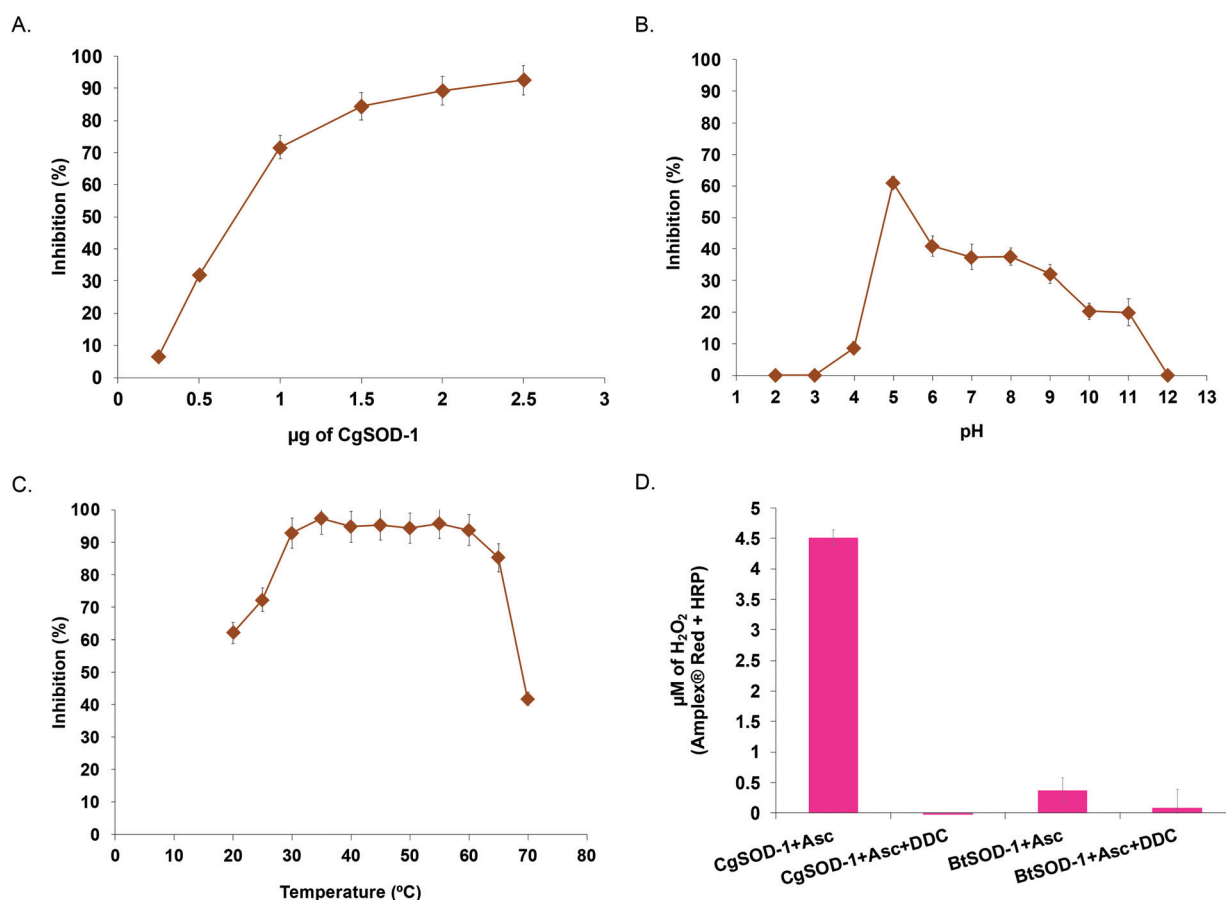 A.
100
90
80
70
60
50
40
30
20
10
0
Inhibition (%)
0 0.5 1 1.5 2 2.5 3
µg of CgSOD-1
B.
100
90
80
70
60
50
40
30
20
10
0
Inhibition (%)
1 2 3 4 5 6 7 8 9 10 11 12 13
pH
C.
100
90
80
70
60
50
40
30
20
10
0
Inhibition (%)
0 10 20 30 40 50 60 70 80
Temperature (ºC)
D.
5
4.5
4
3.5
3
2.5
2
1.5
1
0.5
0
µM of H₂O₂
(Amplex® Red + HRP)
CgSOD-1+Asc
CgSOD-1+Asc+DDC
BtSOD-1+Asc
BtSOD-1+Asc+DDC